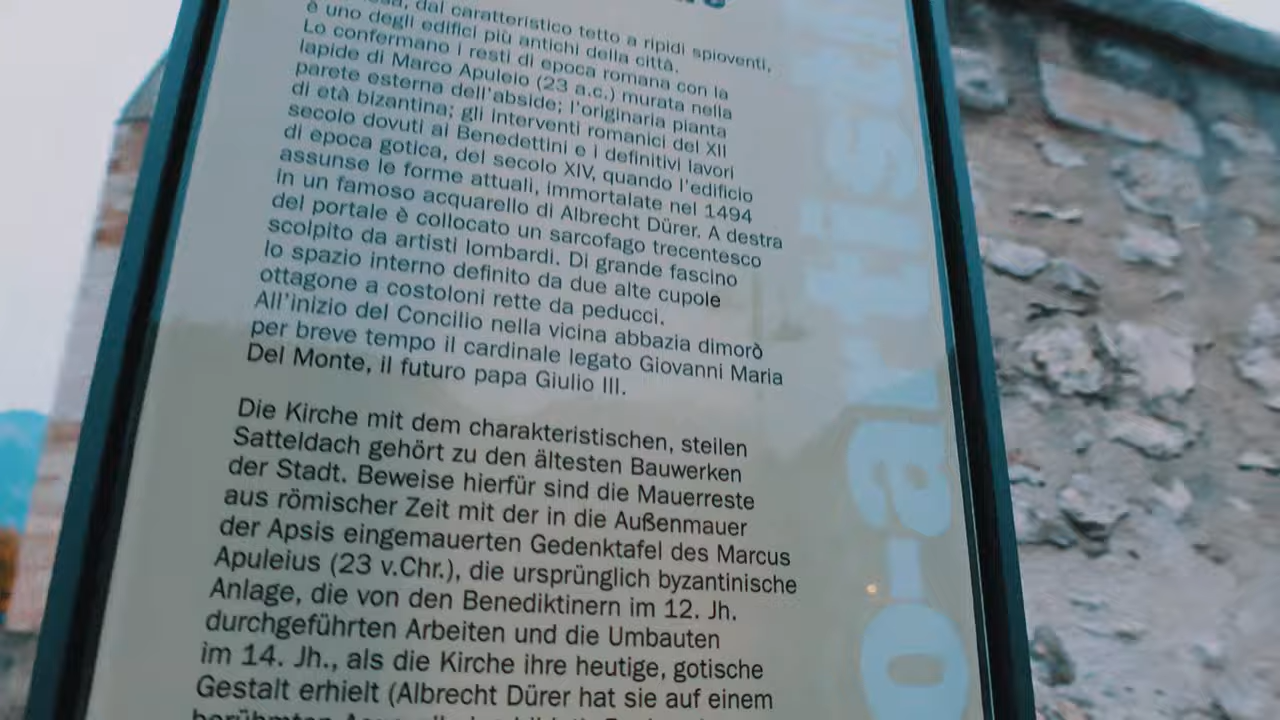 dal caratteristico tetto a ripidi spioventi,
è uno degli edifici più antichi della città.
Lo confermano i resti di epoca romana con la
lapide di Marco Apuleio (23 a.c.) murata nella
parete esterna dell'abside; l'originaria pianta
di età bizantina; gli interventi romanici del XII
secolo dovuti ai Benedettini e i definitivi lavori
di epoca gotica, del secolo XIV, quando l'edificio
assunse le forme attuali, immortalate nel 1494
in un famoso acquarello di Albrecht Dürer. A destra
del portale è collocato un sarcofago trecentesco
scolpito da artisti lombardi. Di grande fascino
lo spazio interno definito da due alte cupole
ottagone a costoloni rette da peducci.
All'inizio del Concilio nella vicina abbazia dimorò
per breve tempo il cardinale legato Giovanni Maria
Del Monte, il futuro papa Giulio III.
Die Kirche mit dem charakteristischen, steilen
Satteldach gehört zu den ältesten Bauwerken
der Stadt. Beweise hierfür sind die Mauerreste
aus römischer Zeit mit der in die Außenmauer
der Apsis eingemauerten Gedenktafel des Marcus
Apuleius (23 v.Chr.), die ursprünglich byzantinische
Anlage, die von den Benediktinern im 12. Jh.
durchgeführten Arbeiten und die Umbauten
im 14. Jh., als die Kirche ihre heutige, gotische
Gestalt erhielt (Albrecht Dürer hat sie auf einem
o-artist